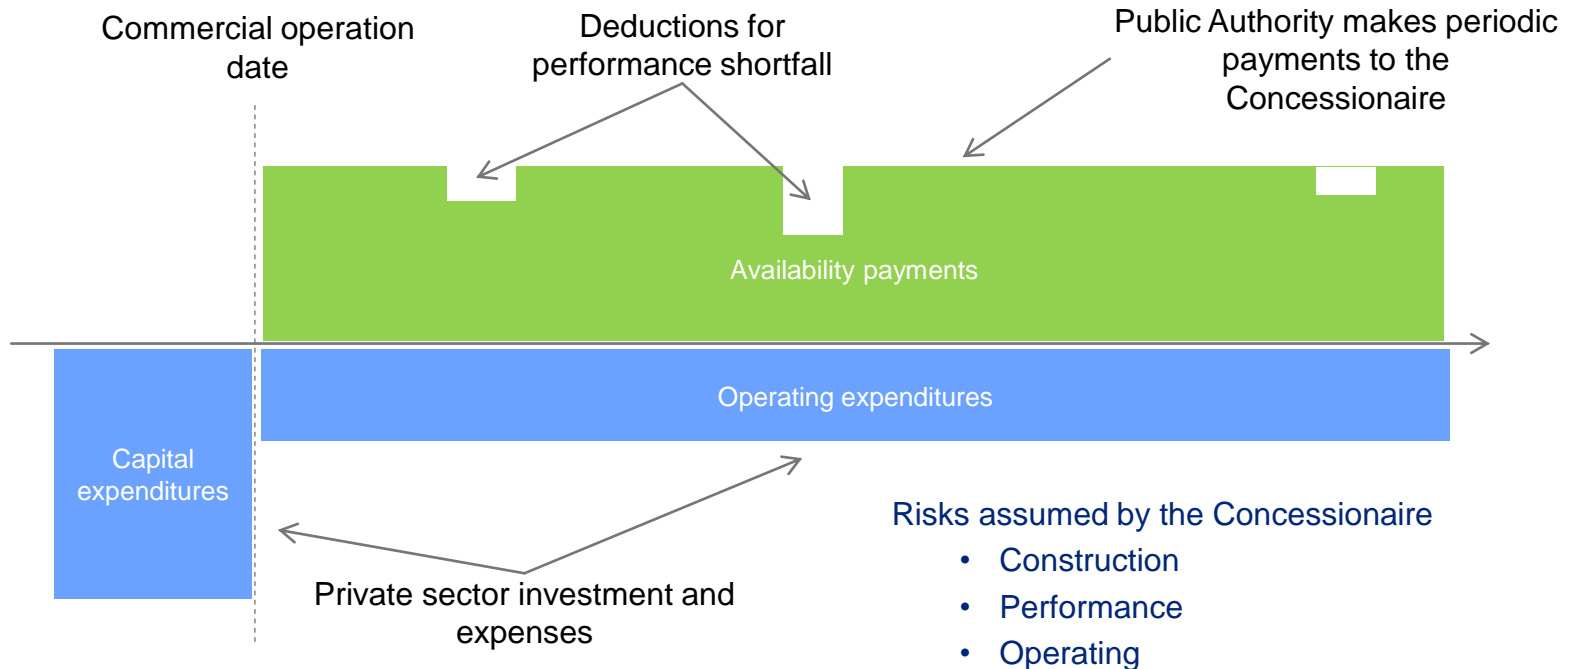 Commercial operation
date
Deductions for
performance shortfall
Public Authority makes periodic
payments to the
Concessionaire
Availability payments
Operating expenditures
Capital
expenditures
Private sector investment and
expenses
Risks assumed by the Concessionaire
• Construction
• Performance
• Operating